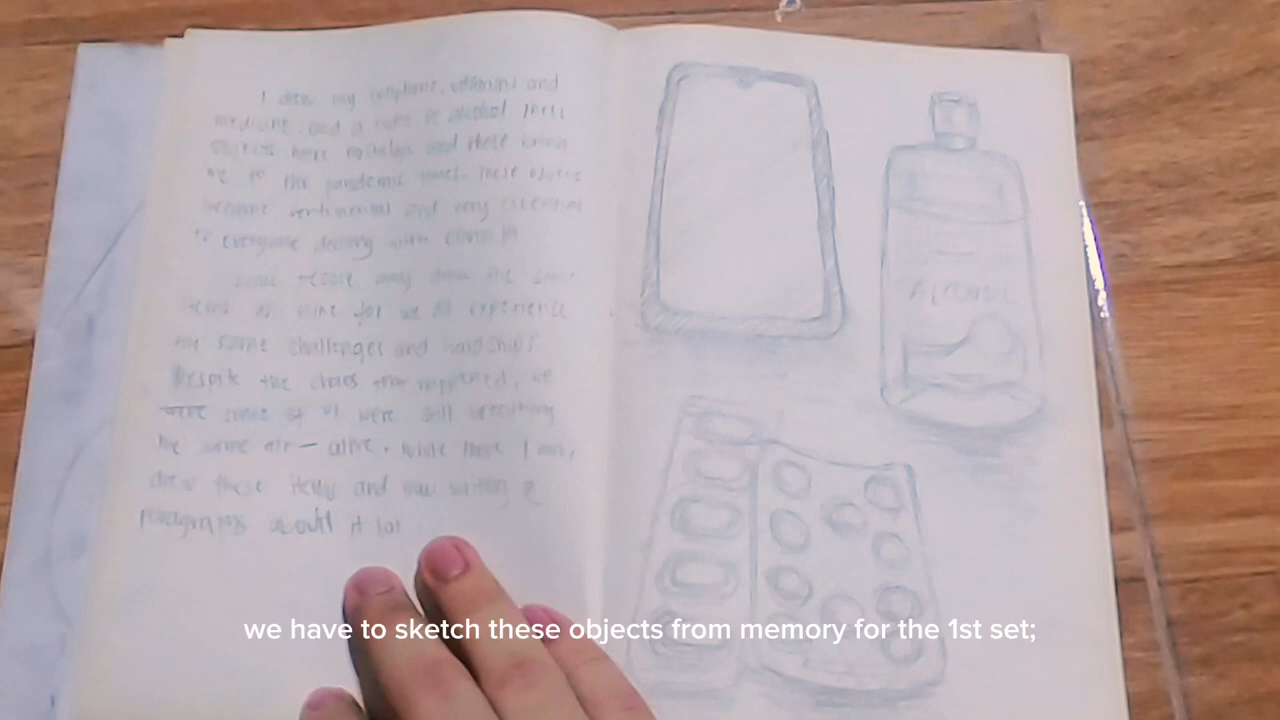 I drew my cellphone, vitamins and
medicine, and a bottle of alcohol. These
objects have nostalgia and these brings
me to the pandemic These objects
became sentimental and very essential
to everyone dealing with covid-19
some people may draw the same
items as mine for we all experience
the same challenges and hardships
Despite the chaos that happened, we
were some of us were still breathing
the same air — alive. While here I am,
drew these items and now writing a
paragraphs about it lol
ALCOHOL
we have to sketch these objects from memory for the 1st set;